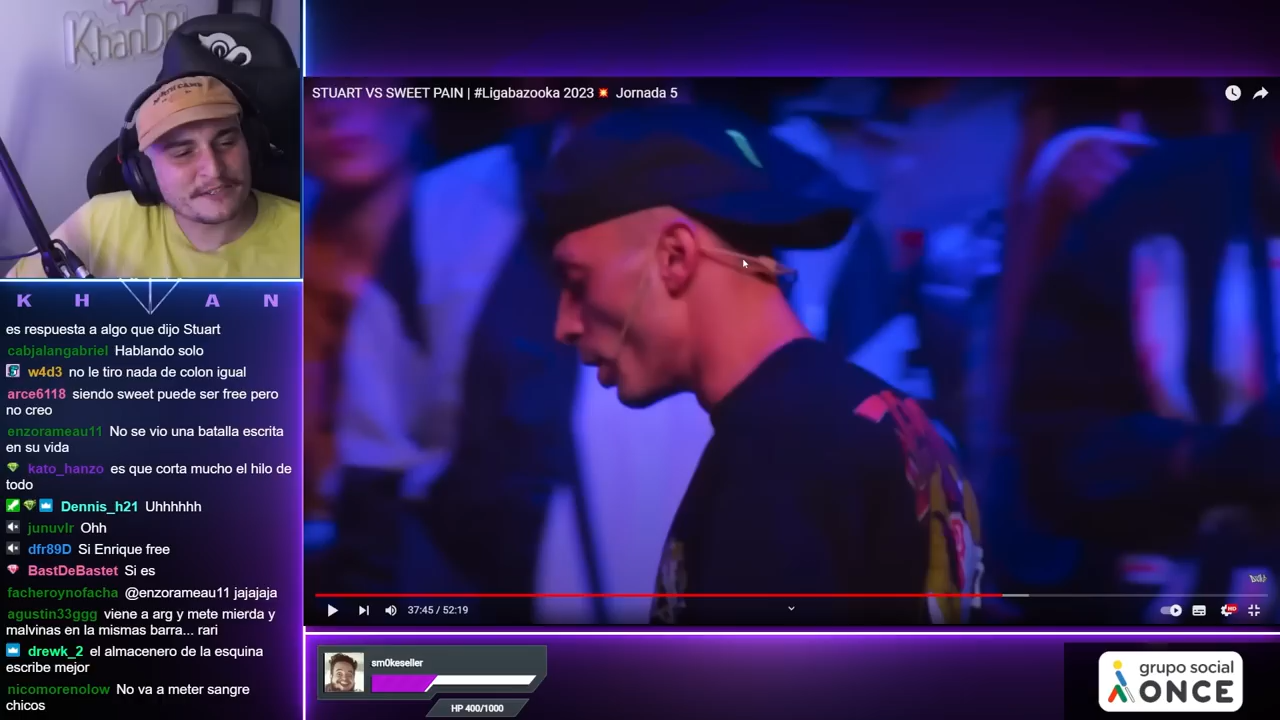 KhanDBL
STUART VS SWEET PAIN | #Ligabazooka 2023💥 Jornada 5
K H A N
es respuesta a algo que dijo Stuart
cabjalangabriel Hablando solo
w4d3 no le tiro nada de colon igual
arce6118 siendo sweet puede ser free pero
no creo
enzorameau11 No se vio una batalla escrita
en su vida
kato_hanzo es que corta mucho el hilo de
todo
Dennis_h21 Uhhhhhh
junuvlr Ohh
dfr89D Si Enrique free
BastDeBastet Si es
facheroynofacha @enzorameau11 jajajaja
agustin33ggg viene a arg y mete mierda y
malvinas en la mismas barra... rari
drewk_2 el almacenero de la esquina
escribe mejor
nicomorenolow No va a meter sangre
chicos
37:45 / 52:19
HD
sm0keseller
HP 400/1000
grupo social
ONCE